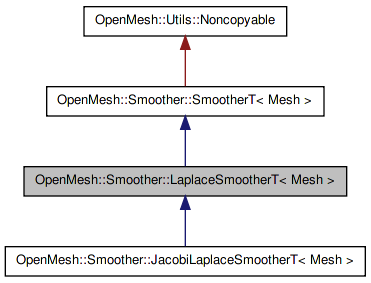 OpenMesh::Utils::Noncopyable
OpenMesh::Smoother::SmootherT< Mesh >
OpenMesh::Smoother::LaplaceSmootherT< Mesh >
OpenMesh::Smoother::JacobiLaplaceSmootherT< Mesh >